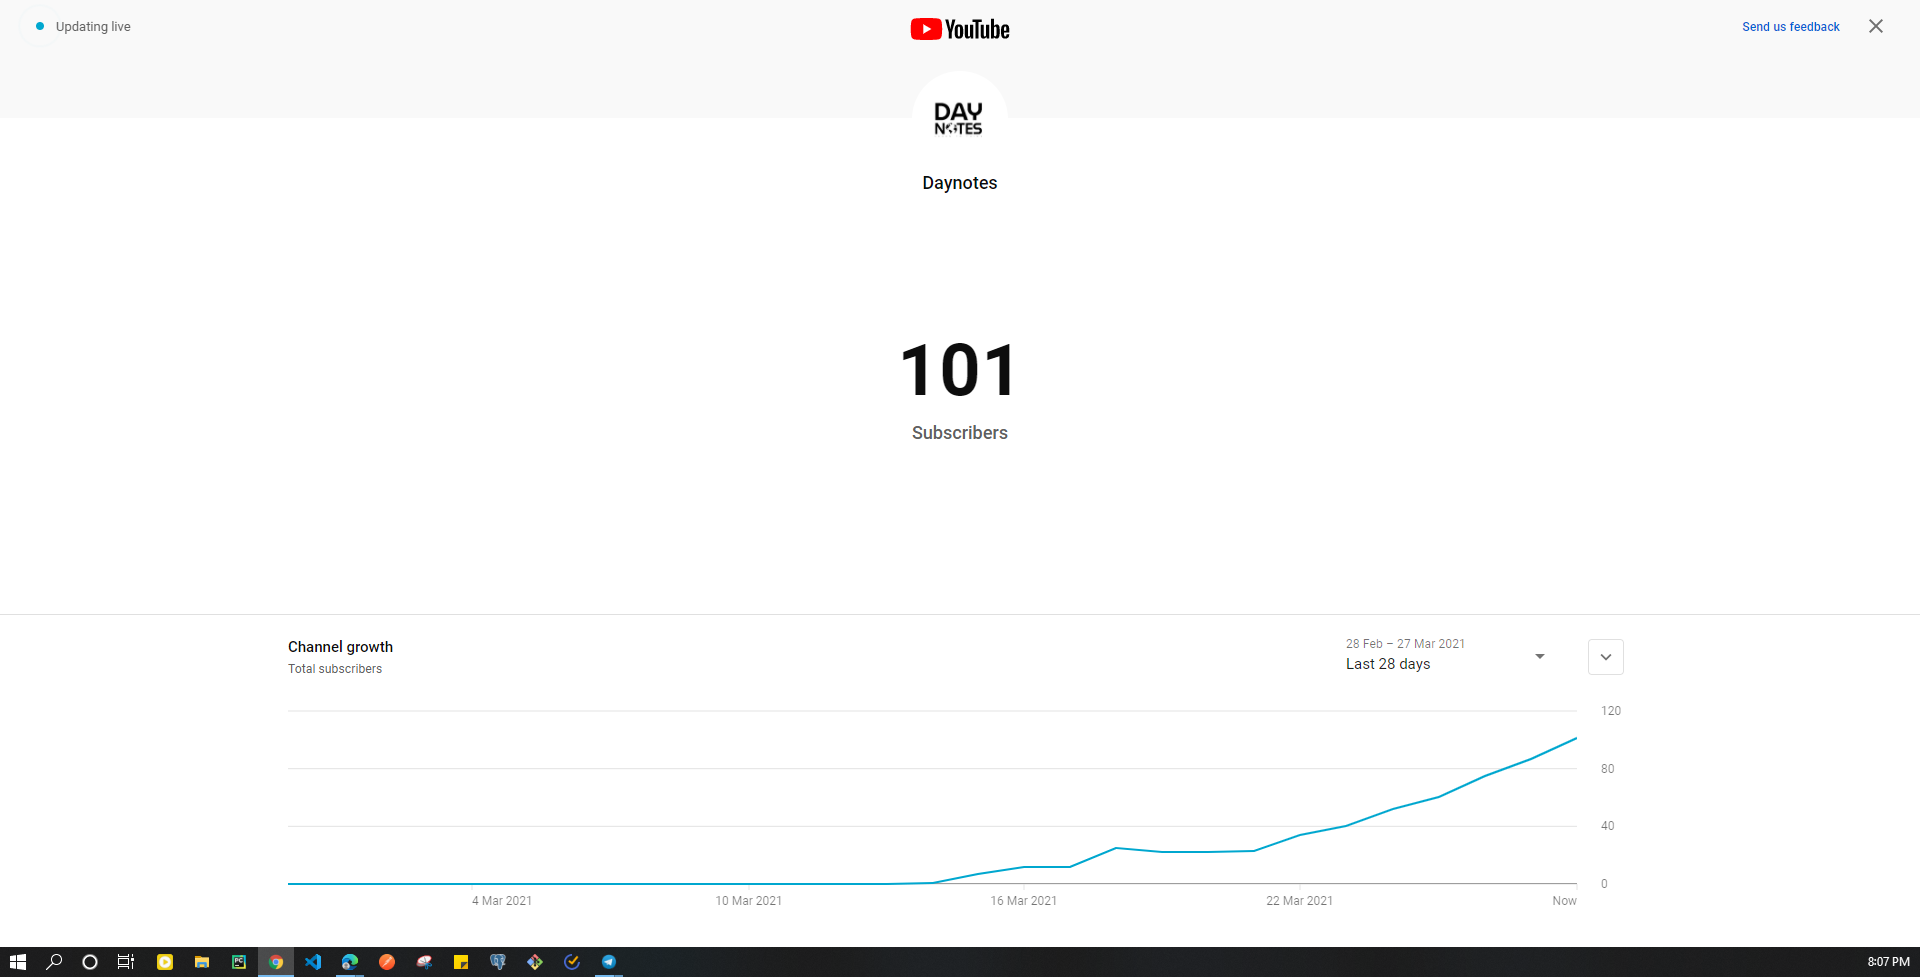 Updating live
YouTube
Send us feedback
DAY
NOTES
Daynotes
101
Subscribers
Channel growth
Total subscribers
28 Feb – 27 Mar 2021
Last 28 days
120
80
40
0
4 Mar 2021
10 Mar 2021
16 Mar 2021
22 Mar 2021
Now
PC
8:07 PM